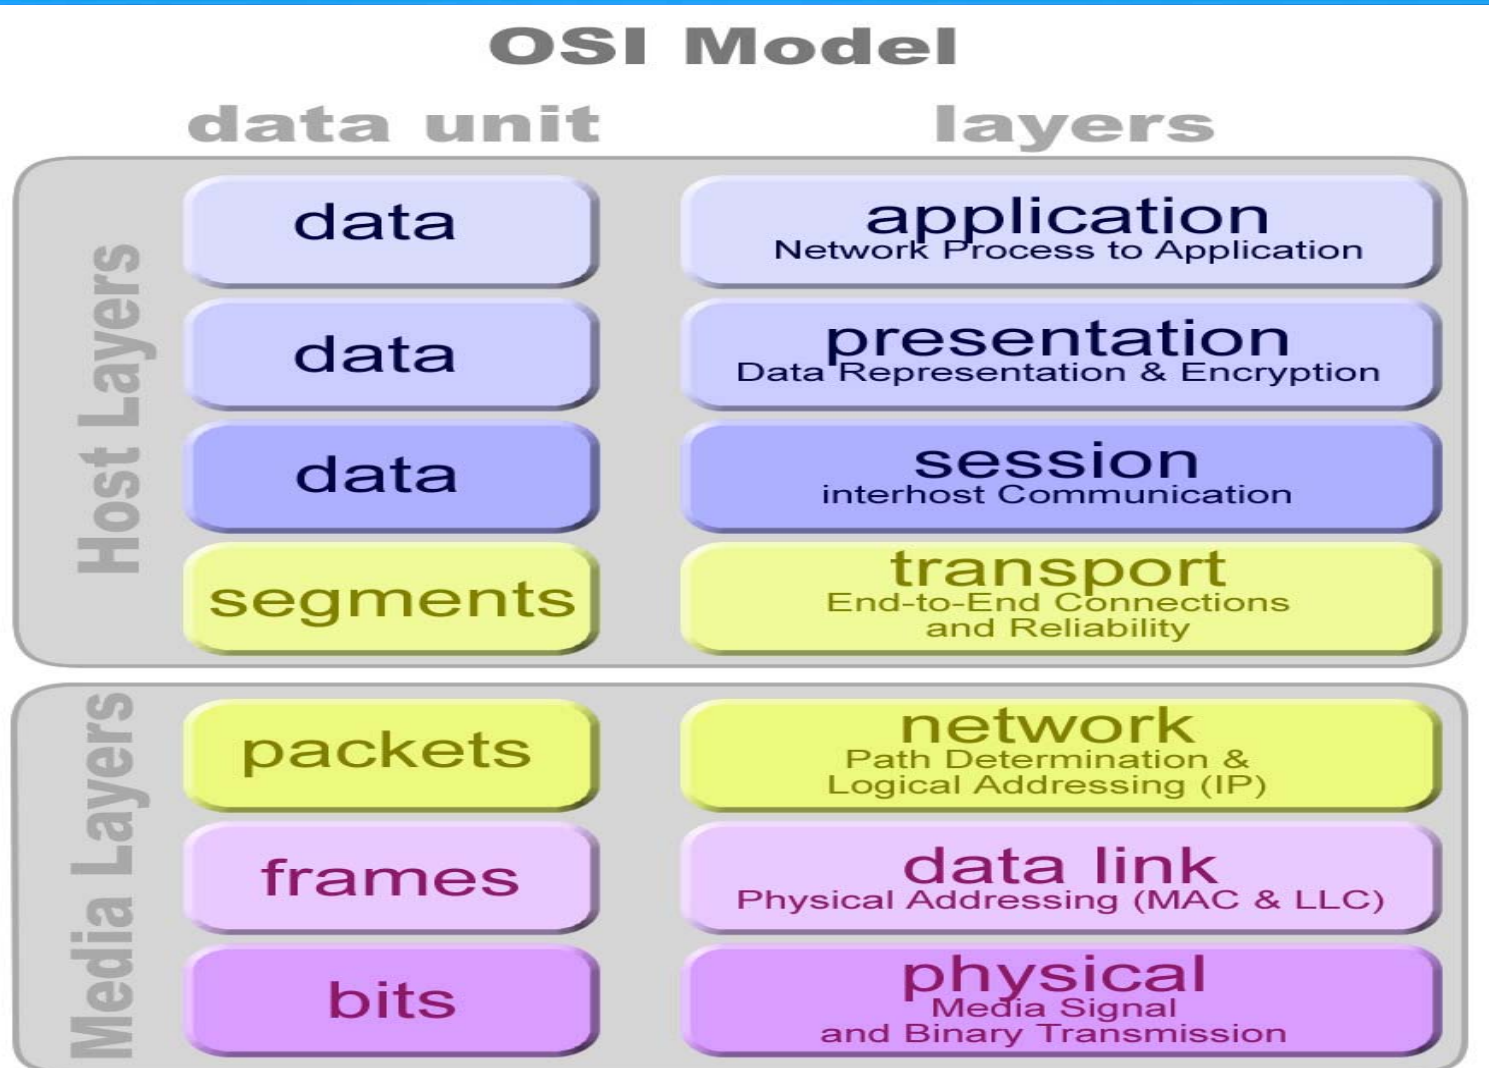 OSI Model
data unit
layers
Host Layers
data
application
Network Process to Application
data
presentation
Data Representation & Encryption
data
session
interhost Communication
segments
transport
End-to-End Connections
and Reliability
Media Layers
packets
network
Path Determination &
Logical Addressing (IP)
frames
data link
Physical Addressing (MAC & LLC)
bits
physical
Media Signal
and Binary Transmission